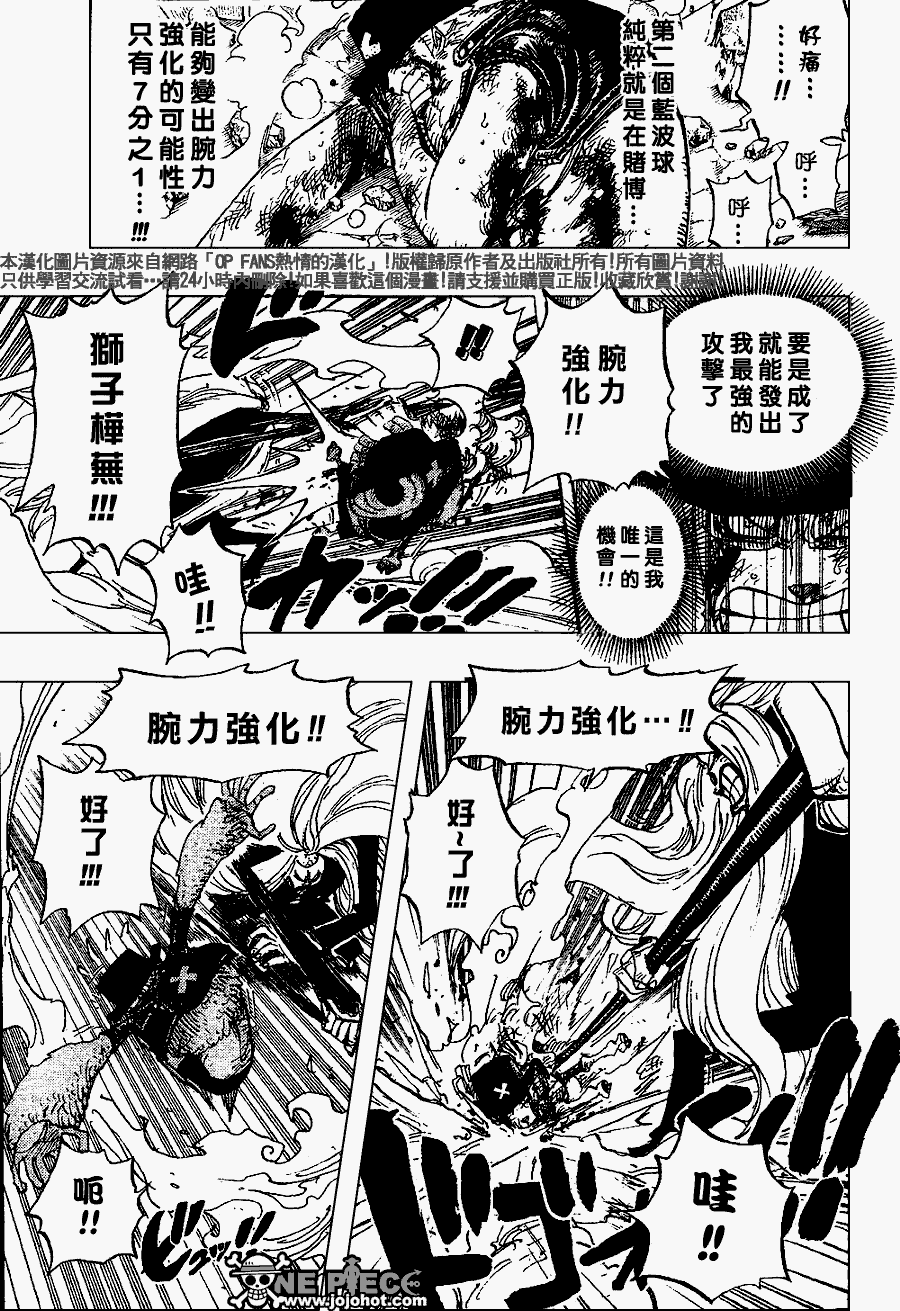 好痛…
……!!
呼…
呼…
第二個藍波球
純粹就是在賭博…
能夠變出腕力
強化的可能性
只有7分之1…!!!
本漢化圖片資源來自網路「OP FANS熱情的漢化」!版權歸原作者及出版社所有!所有圖片資料
只供學習交流試看…請24小時內刪除!如果喜歡這個漫畫!請支援並購買正版!收藏欣賞!謝謝
要是成了
就能發出
我最強的
攻擊了
這是我
唯一的
機會!!
腕力
強化!!
獅子樺蕪!!!
哇!!
腕力強化…!!
好~了!!!
哇!!
ドゴォ
腕力強化!!
好了!!!
呃!!
ONE PIECE
www.jojohot.com